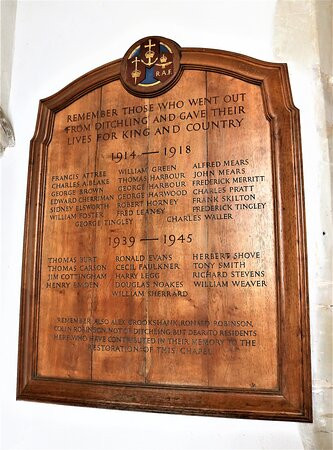 R.A.F.
REMEMBER THOSE WHO WENT OUT
FROM DITCHLING AND GAVE THEIR
LIVES FOR KING AND COUNTRY
1914 — 1918
FRANCIS ATTREE WILLIAM GREEN ALFRED MEARS
CHARLES A. BLAKE THOMAS HARBOUR JOHN MEARS
GEORGE BROWN GEORGE HARBOUR FREDERICK MERRITT
EDWARD CHERRIMAN GEORGE HARWOOD CHARLES PRATT
SIDNEY ELSWORTH ROBERT HORNEY FRANK SKILTON
WILLIAM FOSTER FRED LEANEY FREDERICK TINGLEY
GEORGE TINGLEY CHARLES WALLER
1939 — 1945
THOMAS BURT RONALD EVANS HERBERT SHOVE
THOMAS CARSON CECIL FAULKNER TONY SMITH
JIM COTTINGHAM HARRY LEGG RICHARD STEVENS
HENRY DOUGLAS NOAKES WILLIAM WEAVER
WILLIAM SHERRARD
REMEMBER ALSO ALEX BROOKSHANK, RONALD ROBINSON,
COLIN ROBINSON, NOT OF DITCHLING BUT DEAR TO RESIDENTS
HERE WHO HAVE CONTRIBUTED IN THEIR MEMORY TO THE
RESTORATION OF THIS CHAPEL